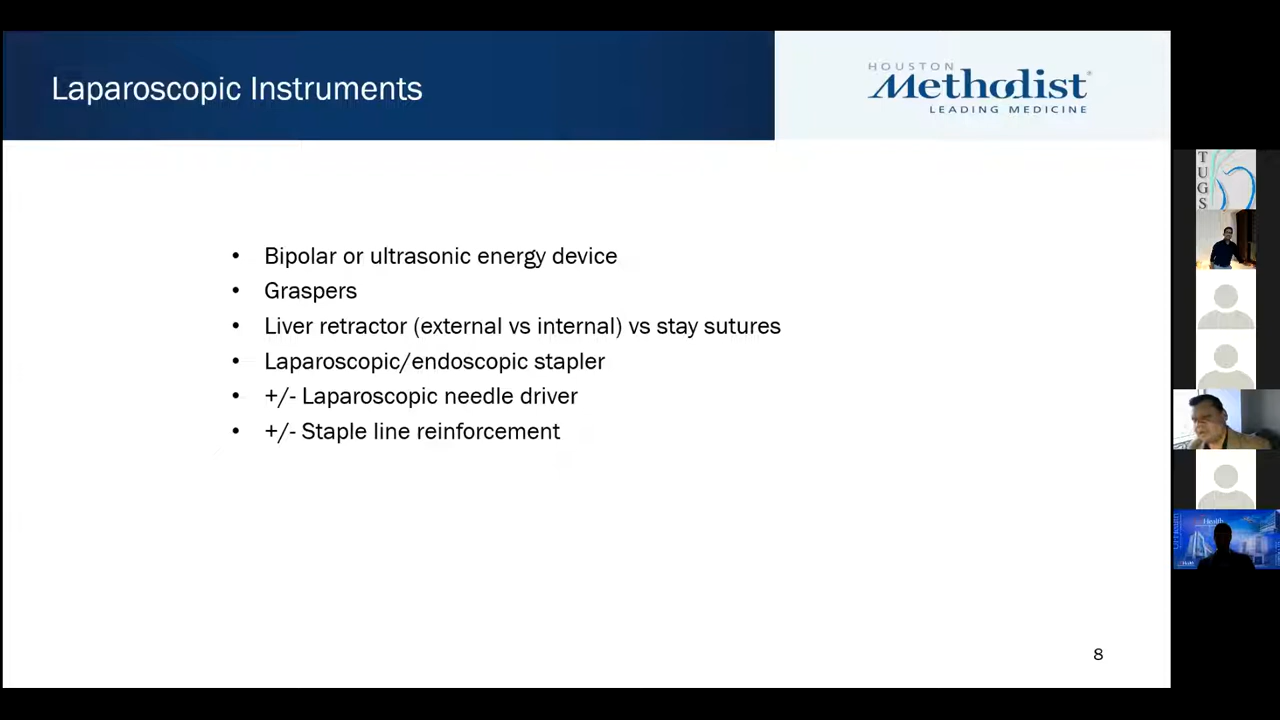 Laparoscopic Instruments
HOUSTON
Methodist
LEADING MEDICINE
• Bipolar or ultrasonic energy device
• Graspers
• Liver retractor (external vs internal) vs stay sutures
• Laparoscopic/endoscopic stapler
• +/- Laparoscopic needle driver
• +/- Staple line reinforcement
8
TUGS
Health